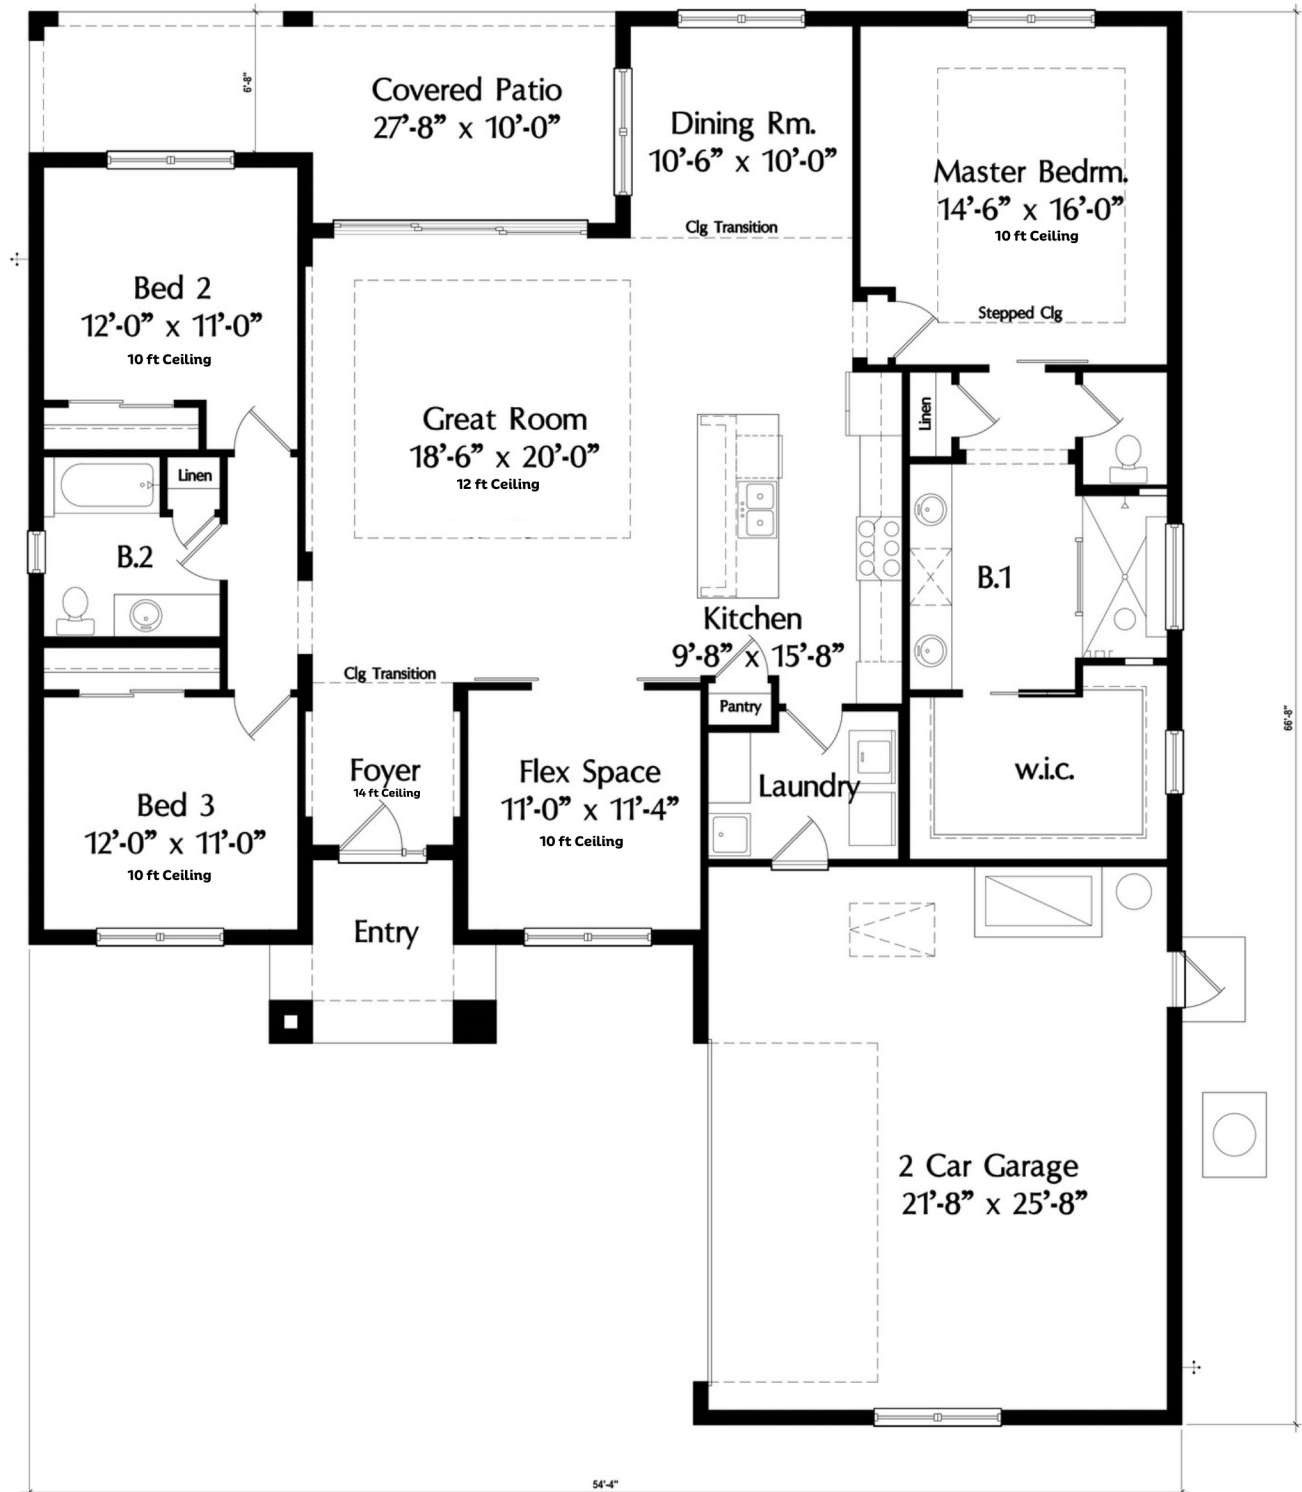 6'-8"
Covered Patio
27'-8" x 10'-0"
Dining Rm.
10'-6" x 10'-0"
Clg Transition
Master Bedrm.
14'-6" x 16'-0"
10 ft Ceiling
Stepped Clg
Bed 2
12'-0" x 11'-0"
10 ft Ceiling
Great Room
18'-6" x 20'-0"
12 ft Ceiling
Linen
Linen
B.2
B.1
Kitchen
9'-8" x 15'-8"
Clg Transition
Pantry
66'-8"
Foyer
14 ft Ceiling
Flex Space
11'-0" x 11'-4"
10 ft Ceiling
Laundry
w.i.c.
Bed 3
12'-0" x 11'-0"
10 ft Ceiling
Entry
2 Car Garage
21'-8" x 25'-8"
54'-4"